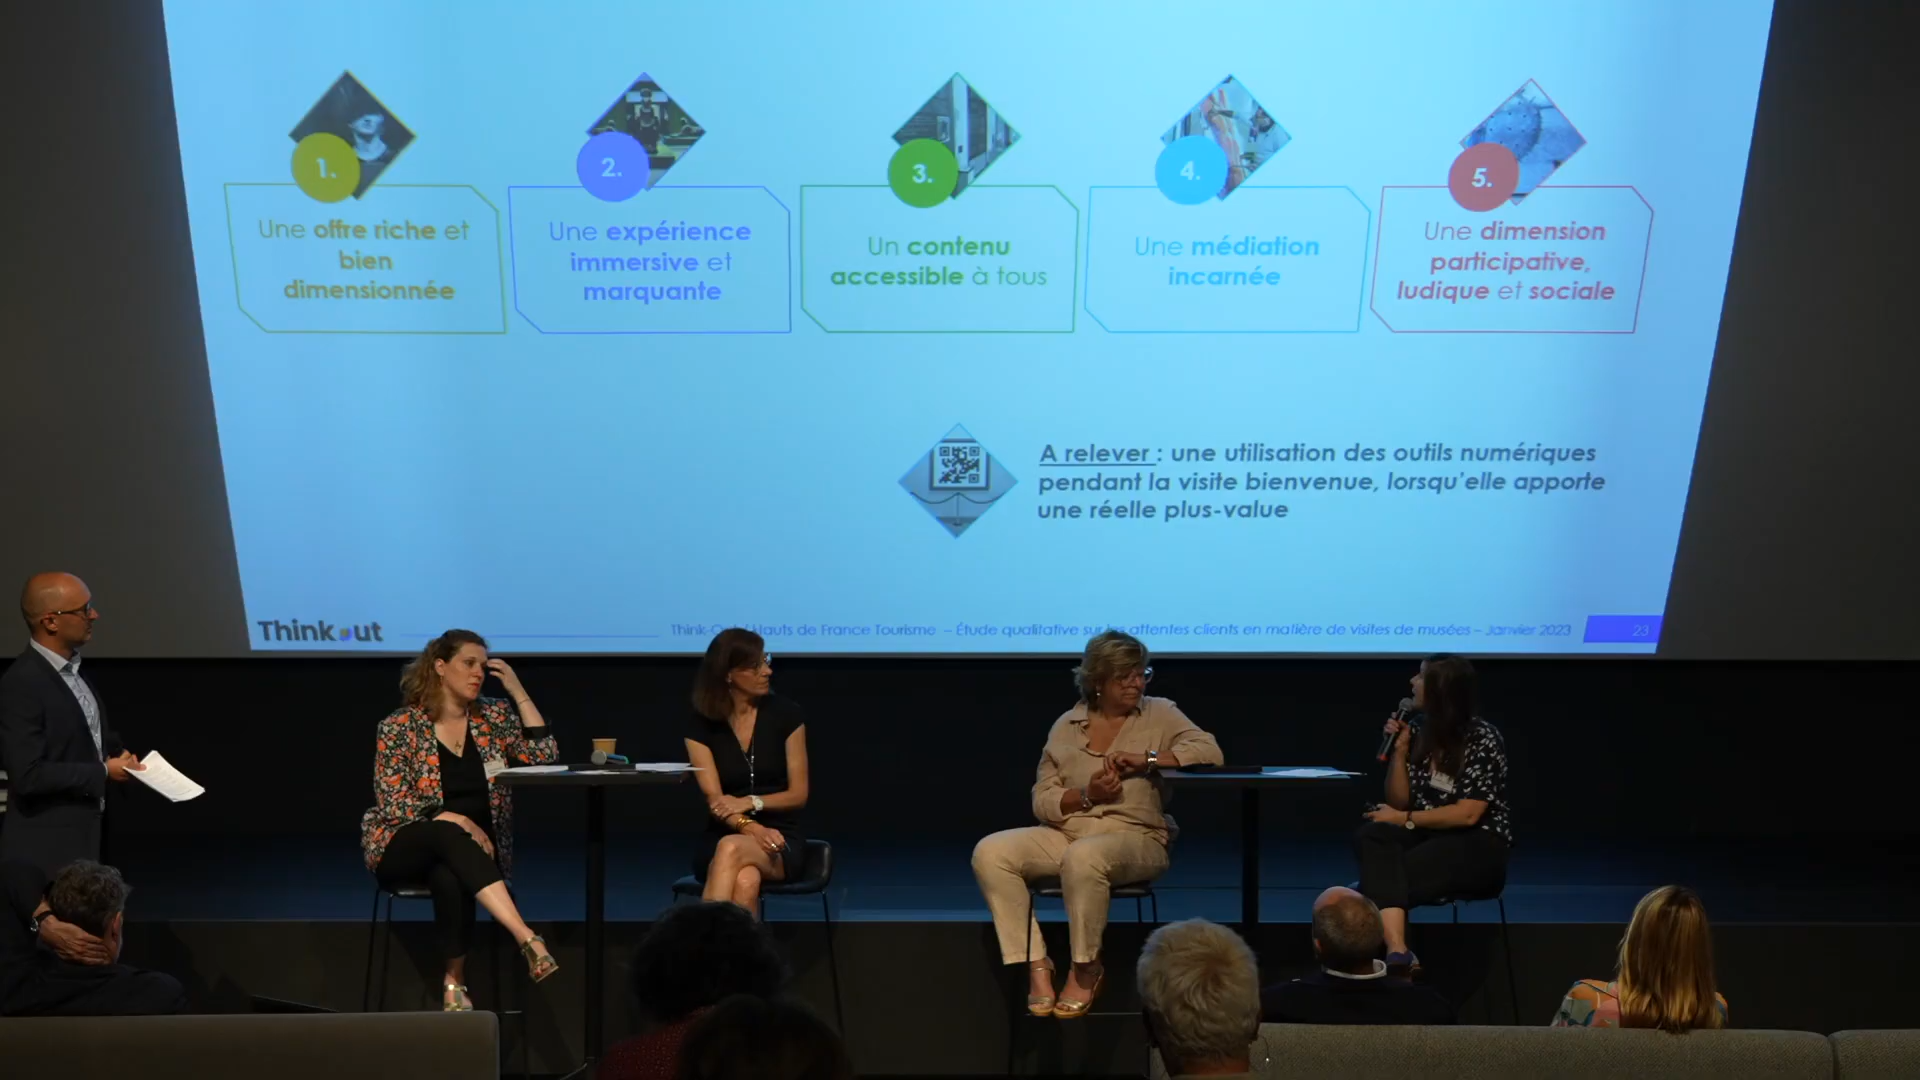 1.
Une offre riche et
bien
dimensionnée
2.
Une expérience
immersive et
marquante
3.
Un contenu
accessible à tous
4.
Une médiation
incarnée
5.
Une dimension
participative,
ludique et sociale
A relever : une utilisation des outils numériques
pendant la visite bienvenue, lorsqu'elle apporte
une réelle plus-value
Thinkout
Think-Out / Hauts de France Tourisme – Étude qualitative sur les attentes clients en matière de visites de musées – Janvier 2023
23